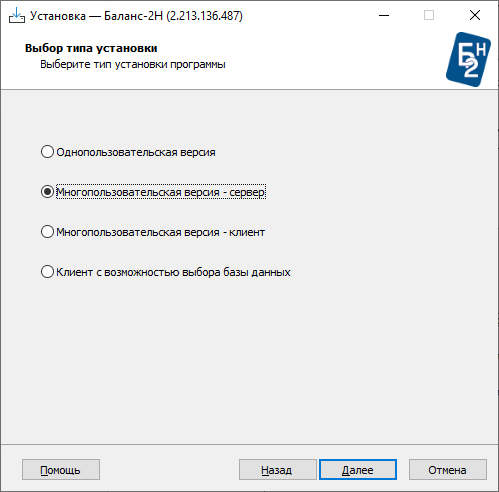 Установка — Баланс-2Н (2.213.136.487)
Выбор типа установки
Выберите тип установки программы
Б2Н
Однопользовательская версия
Многопользовательская версия - сервер
Многопользовательская версия - клиент
Клиент с возможностью выбора базы данных
Помощь
Назад
Далее
Отмена